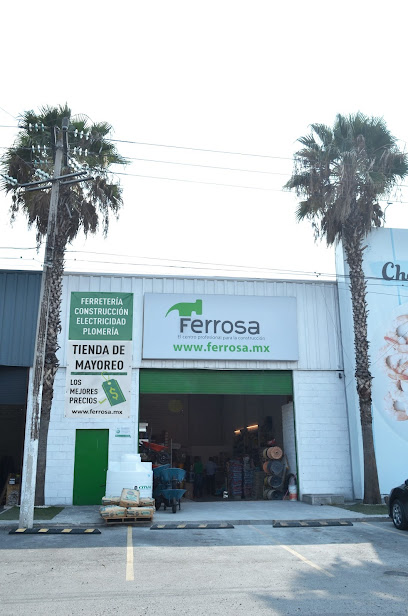 FERRETERÍA
CONSTRUCCIÓN
ELECTRICIDAD
PLOMERÍA
TIENDA DE
MAYOREO
LOS
MEJORES
PRECIOS
$
www.ferrosa.mx
Ferrosa
El centro profesional para la construcción
www.ferrosa.mx